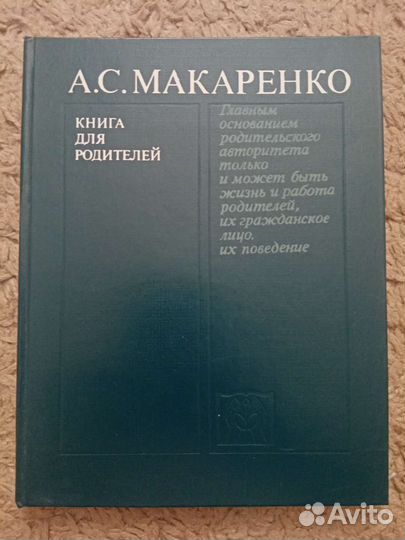 А.С. МАКАРЕНКО
КНИГА
ДЛЯ
РОДИТЕЛЕЙ
Главным
основанием
родительского
авторитета
только
и может быть
жизнь и работа
родителей,
их гражданское
лицо.
их поведение
Avito